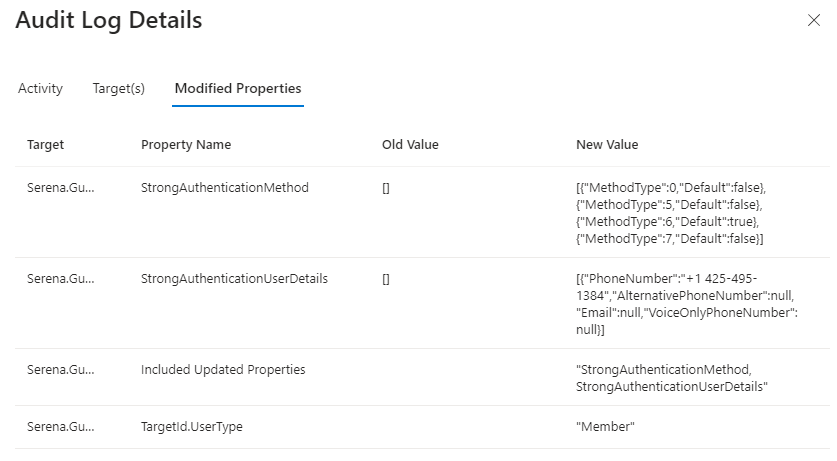 Audit Log Details
Activity Target(s) Modified Properties
Target Property Name Old Value New Value
Serena.Gu... StrongAuthenticationMethod [] [{"MethodType":0,"Default":false},
{"MethodType":5,"Default":false},
{"MethodType":6,"Default":true},
{"MethodType":7,"Default":false}]
Serena.Gu... StrongAuthenticationUserDetails [] [{"PhoneNumber":"+1 425-495-
1384","AlternativePhoneNumber":null,
"Email":null,"VoiceOnlyPhoneNumber":
null}]
Serena.Gu... Included Updated Properties "StrongAuthenticationMethod,
StrongAuthenticationUserDetails"
Serena.Gu... TargetId.UserType "Member"